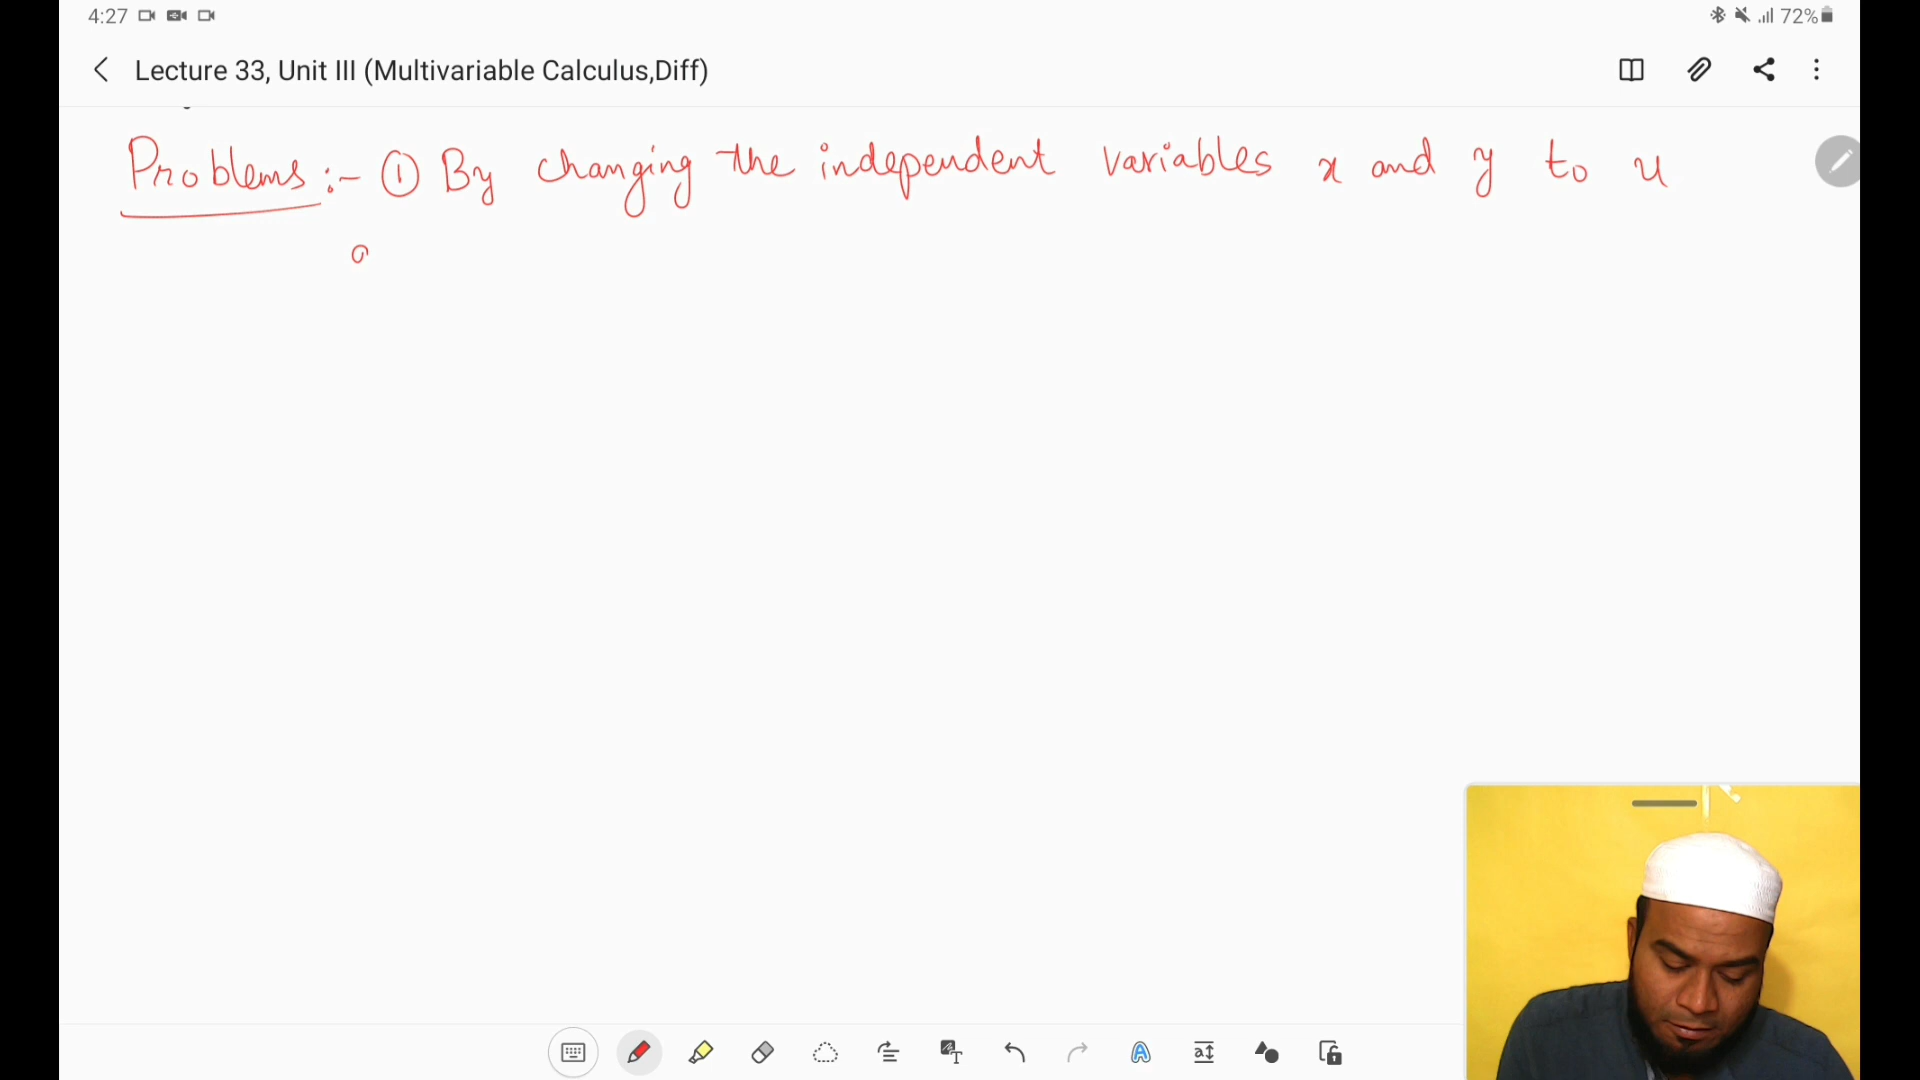 4:27 72%
Lecture 33, Unit III (Multivariable Calculus,Diff)
Problems :- ① By changing the independent variables x and y to u
a